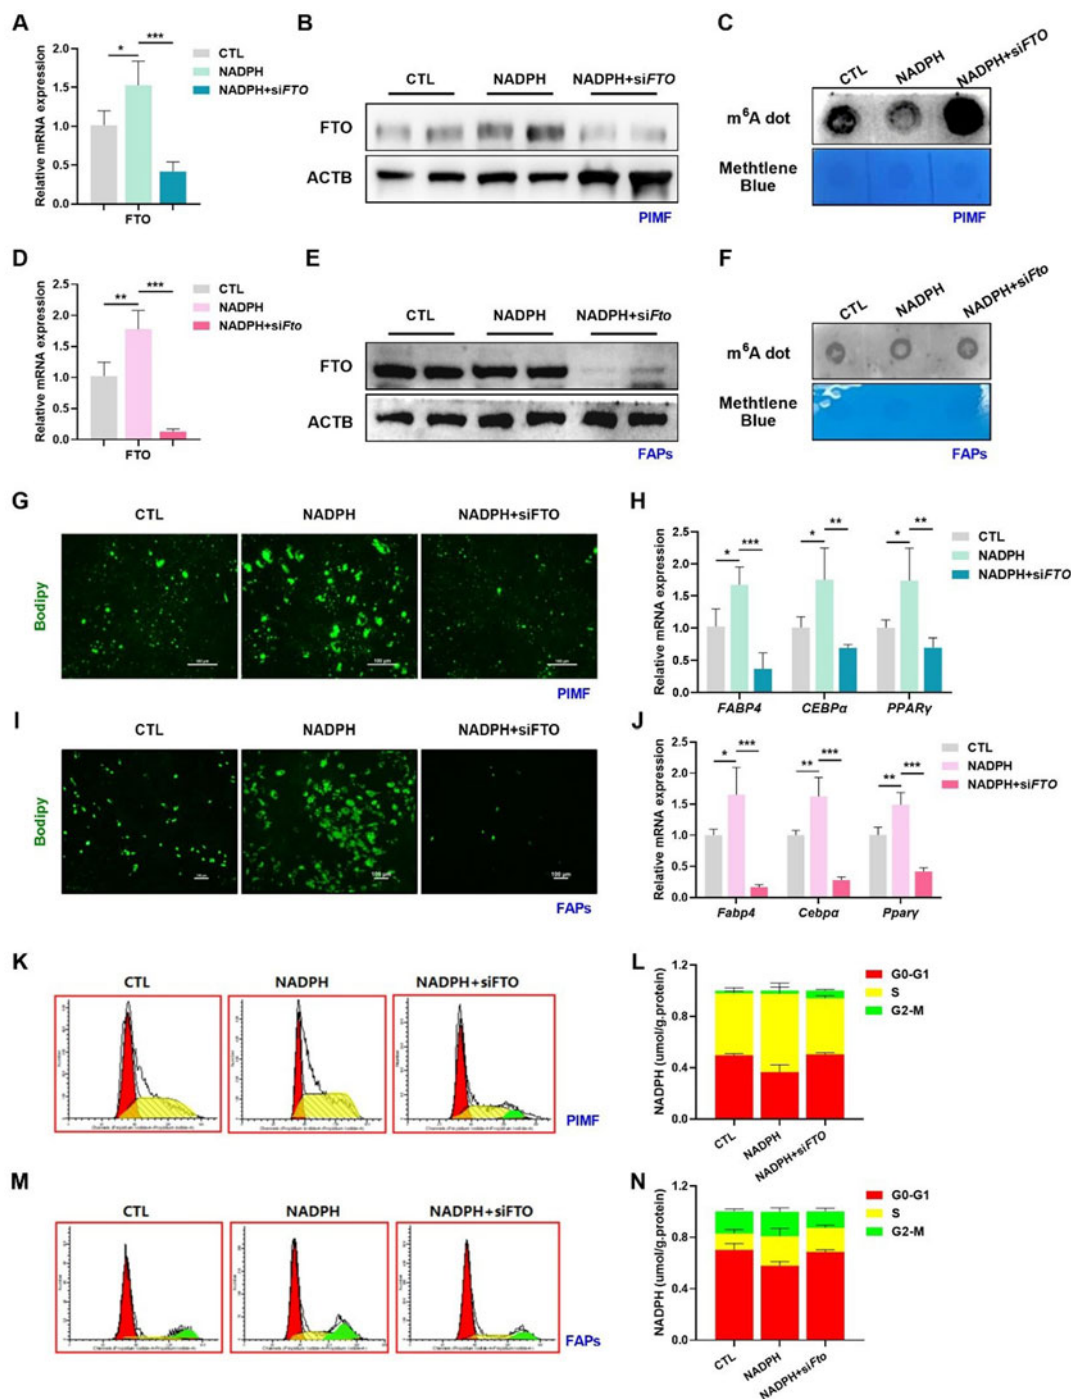 A
Relative mRNA expression
2.0
1.5
1.0
0.5
0.0
*
***
FTO
CTL
NADPH
NADPH+siFTO
B
CTL
NADPH
NADPH+siFTO
FTO
ACTB
PIMF
C
CTL
NADPH
NADPH+siFTO
m⁶A dot
Methtlene
Blue
PIMF
D
Relative mRNA expression
2.5
2.0
1.5
1.0
0.5
0.0
**
***
FTO
CTL
NADPH
NADPH+siFto
E
CTL
NADPH
NADPH+siFto
FTO
ACTB
FAPs
F
CTL
NADPH
NADPH+siFto
m⁶A dot
Methtlene
Blue
FAPs
G
CTL
NADPH
NADPH+siFTO
Bodipy
100 μm
PIMF
H
Relative mRNA expression
2.5
2.0
1.5
1.0
0.5
0.0
* ***
* **
* **
FABP4
CEBPα
PPARγ
CTL
NADPH
NADPH+siFTO
I
CTL
NADPH
NADPH+siFTO
Bodipy
100 μm
100 μm
FAPs
J
Relative mRNA expression
2.5
2.0
1.5
1.0
0.5
0.0
* ***
** ***
** ***
Fabp4
Cebpα
Pparγ
CTL
NADPH
NADPH+siFTO
K
CTL
NADPH
NADPH+siFTO
PIMF
L
NADPH (umol/g.protein)
1.2
0.8
0.4
0.0
CTL
NADPH
NADPH+siFTO
G0-G1
S
G2-M
M
CTL
NADPH
NADPH+siFTO
FAPs
N
NADPH (umol/g.protein)
1.2
0.8
0.4
0.0
CTL
NADPH
NADPH+siFto
G0-G1
S
G2-M